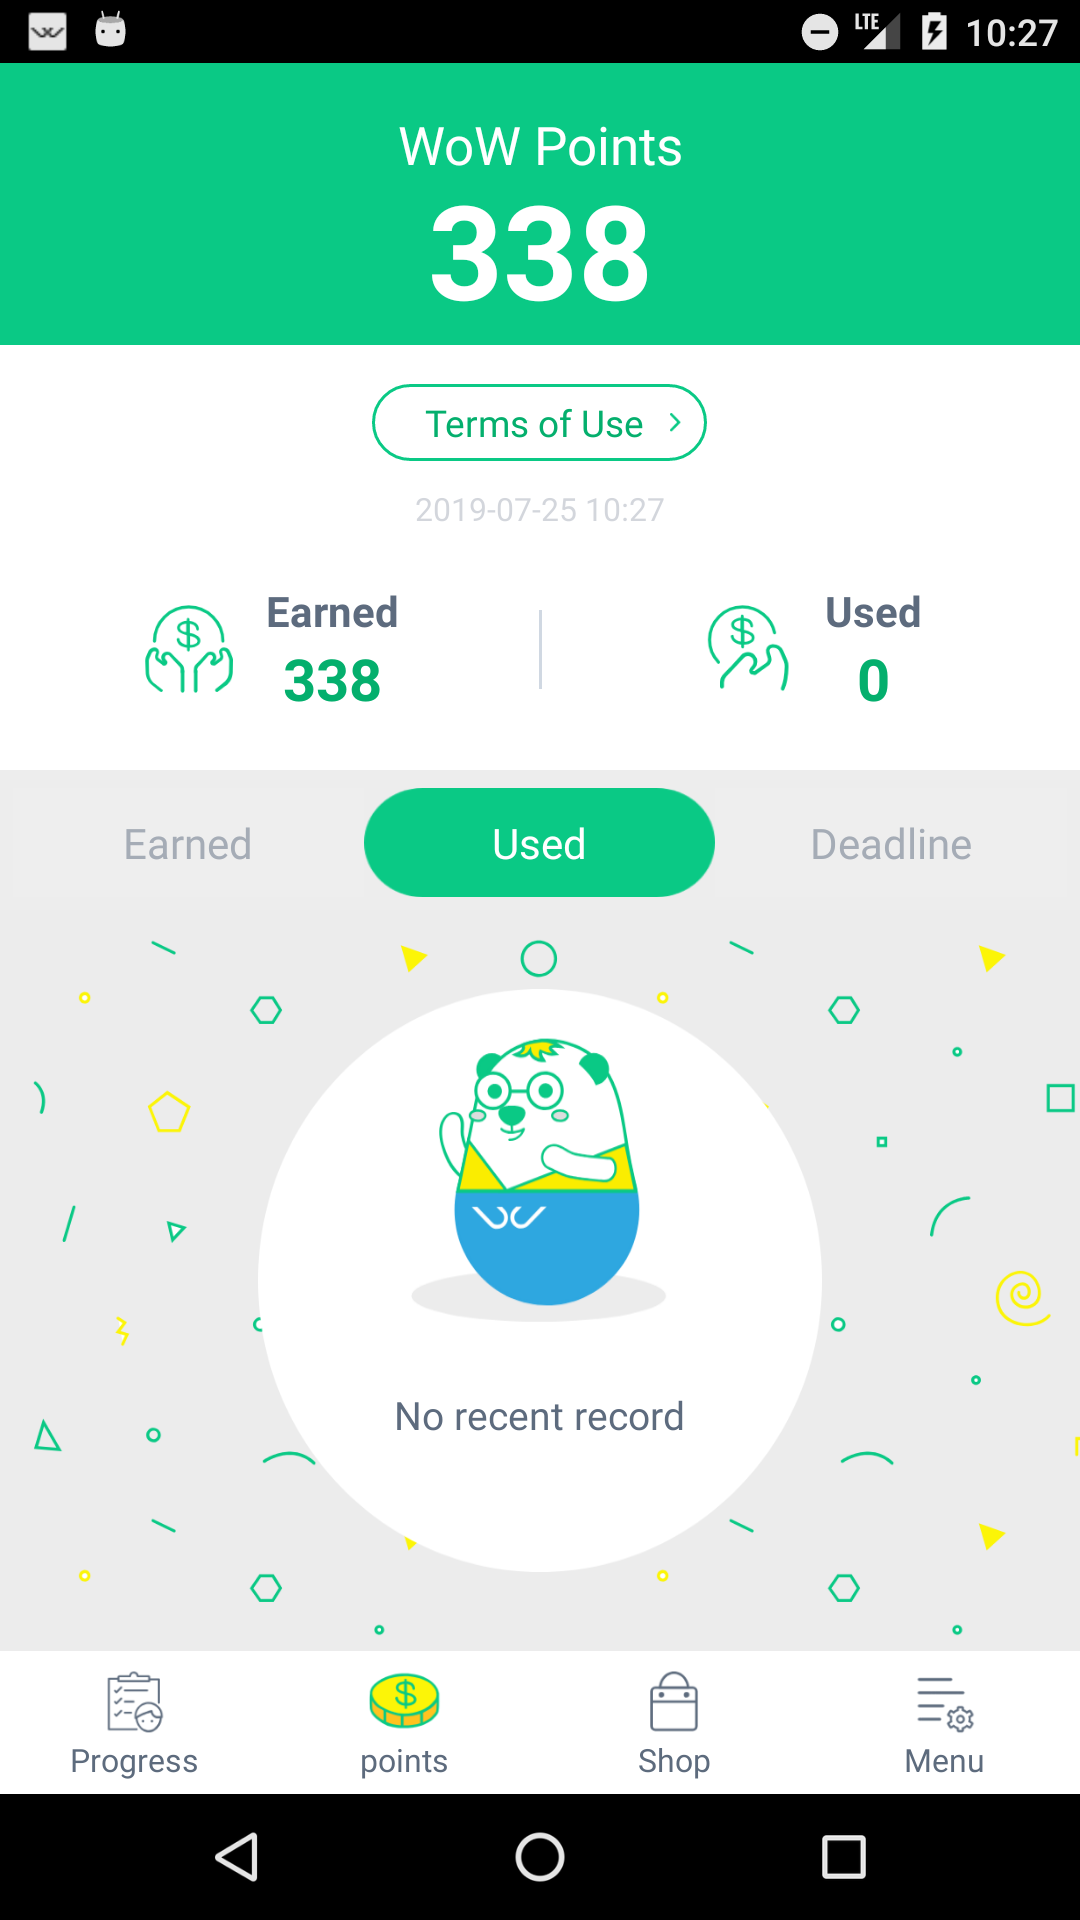 LTE 10:27
WoW Points
338
Terms of Use
2019-07-25 10:27
Earned
338
Used
0
Earned Used Deadline
No recent record
Progress points Shop Menu